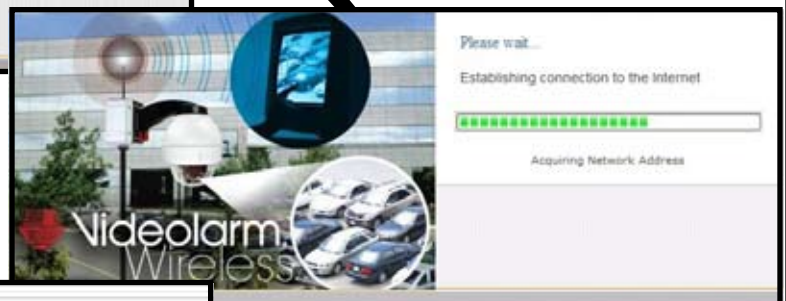 Please wait...
Establishing connection to the Internet
Acquiring Network Address
Videolarm
Wireless